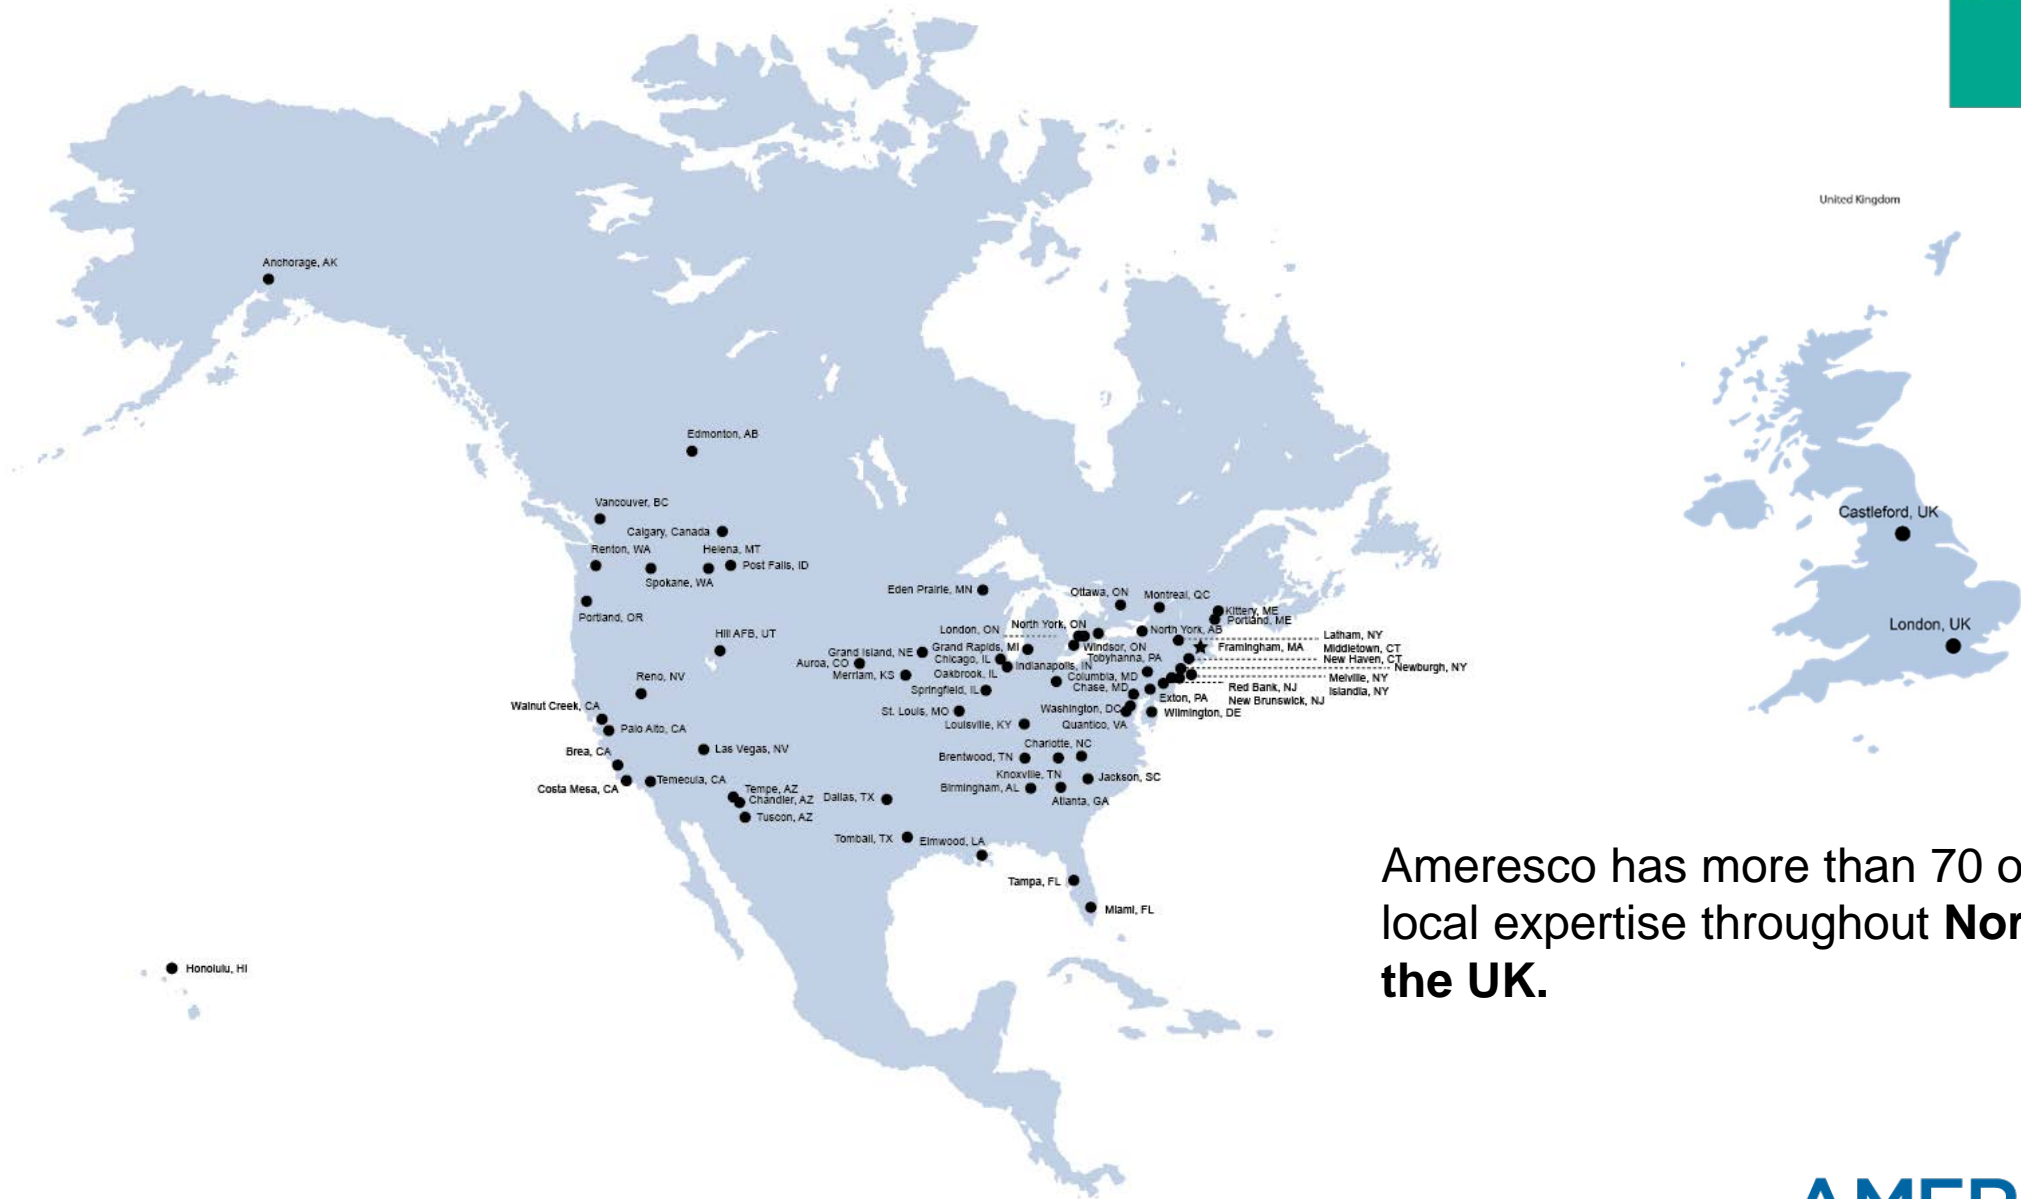 United Kingdom
Anchorage, AK
Edmonton, AB
Vancouver, BC
Calgary, Canada
Renton, WA
Helena, MT
Post Falls, ID
Spokane, WA
Portland, OR
Hill AFB, UT
Eden Prairie, MN
Ottawa, ON
Montreal, QC
Kittery, ME
Portland, ME
London, ON
North York, ON
North York, AB
Windsor, ON
Latham, NY
Framingham, MA
Middletown, CT
New Haven, CT
Newburgh, NY
Grand Island, NE
Grand Rapids, MI
Chicago, IL
Tobyhanna, PA
Auroa, CO
Indianapolis, IN
Merriam, KS
Oakbrook, IL
Columbia, MD
Melville, NY
Springfield, IL
Chase, MD
Red Bank, NJ
Islandia, NY
Exton, PA
New Brunswick, NJ
Reno, NV
St. Louis, MO
Washington, DC
Wilmington, DE
Walnut Creek, CA
Louisville, KY
Quantico, VA
Palo Alto, CA
Brea, CA
Las Vegas, NV
Charlotte, NC
Brentwood, TN
Knoxville, TN
Jackson, SC
Costa Mesa, CA
Temecula, CA
Tempe, AZ
Chandler, AZ
Dallas, TX
Birmingham, AL
Atlanta, GA
Tuscon, AZ
Tomball, TX
Elmwood, LA
Tampa, FL
Miami, FL
Honolulu, HI
Castleford, UK
London, UK
Ameresco has more than 70 o
local expertise throughout Nor
the UK.
AMER